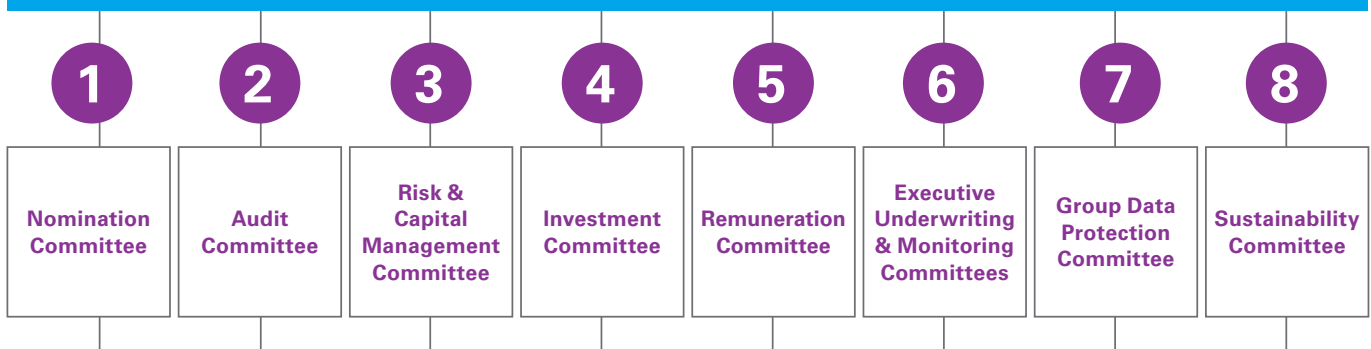 1
2
3
4
5
6
7
8
Nomination
Committee
Audit
Committee
Risk &
Capital
Management
Committee
Investment
Committee
Remuneration
Committee
Executive
Underwriting
& Monitoring
Committees
Group Data
Protection
Committee
Sustainability
Committee